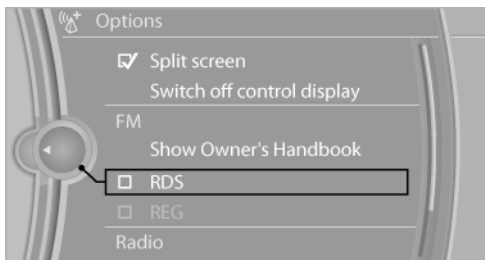 Options
Split screen
Switch off control display
FM
Show Owner's Handbook
RDS
REG
Radio